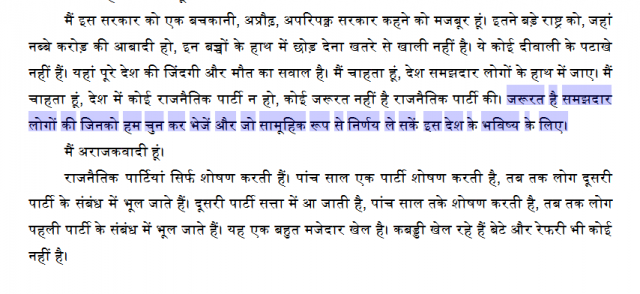 मैं इस सरकार को एक बचकानी, अप्रौढ़, अपरिपक्व सरकार कहने को मजबूर हूं। इतने बड़े राष्ट्र को, जहां
नब्बे करोड़ की आबादी हो, इन बच्चों के हाथ में छोड़ देना खतरे से खाली नहीं है। ये कोई दीवाली के पटाखे
नहीं हैं। यहां पूरे देश की जिंदगी और मौत का सवाल है। मैं चाहता हूं, देश समझदार लोगों के हाथ में जाए। मैं
चाहता हूं, देश में कोई राजनैतिक पार्टी न हो, कोई जरूरत नहीं है राजनैतिक पार्टी की। जरूरत है समझदार
लोगों की जिनको हम चुन कर भेजें और जो सामूहिक रूप से निर्णय ले सकें इस देश के भविष्य के लिए।
मैं अराजकवादी हूं।
राजनैतिक पार्टियां सिर्फ शोषण करती हैं। पांच साल एक पार्टी शोषण करती है, तब तक लोग दूसरी
पार्टी के संबंध में भूल जाते हैं। दूसरी पार्टी सत्ता में आ जाती है, पांच साल तके शोषण करती है, तब तक लोग
पहली पार्टी के संबंध में भूल जाते हैं। यह एक बहुत मजेदार खेल है। कबड्डी खेल रहे हैं बेटे और रेफरी भी कोई
नहीं है।